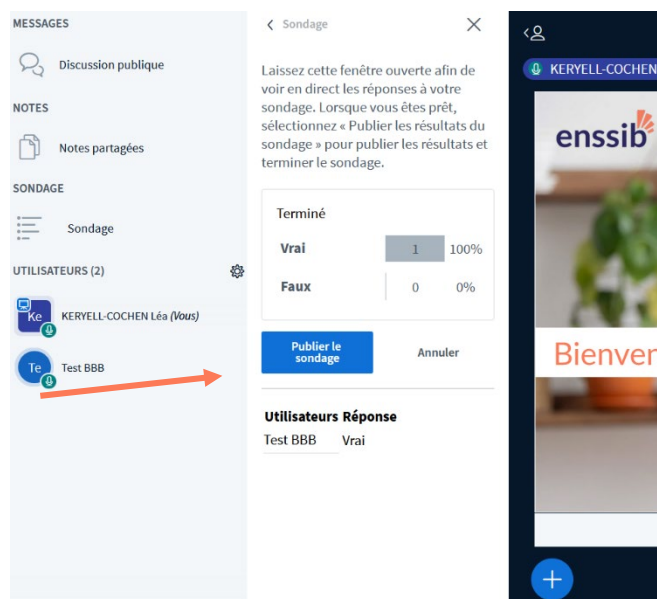 MESSAGES
Discussion publique
NOTES
Notes partagées
SONDAGE
Sondage
UTILISATEURS (2)
Ke
KERYELL-COCHEN Léa (Vous)
Te
Test BBB
Sondage
Laissez cette fenêtre ouverte afin de
voir en direct les réponses à votre
sondage. Lorsque vous êtes prêt,
sélectionnez « Publier les résultats du
sondage » pour publier les résultats et
terminer le sondage.
Terminé
Vrai 1 100%
Faux 0 0%
Publier le
sondage
Annuler
Utilisateurs Réponse
Test BBB Vrai
KERYELL-COCHEN
enssib
Bienven